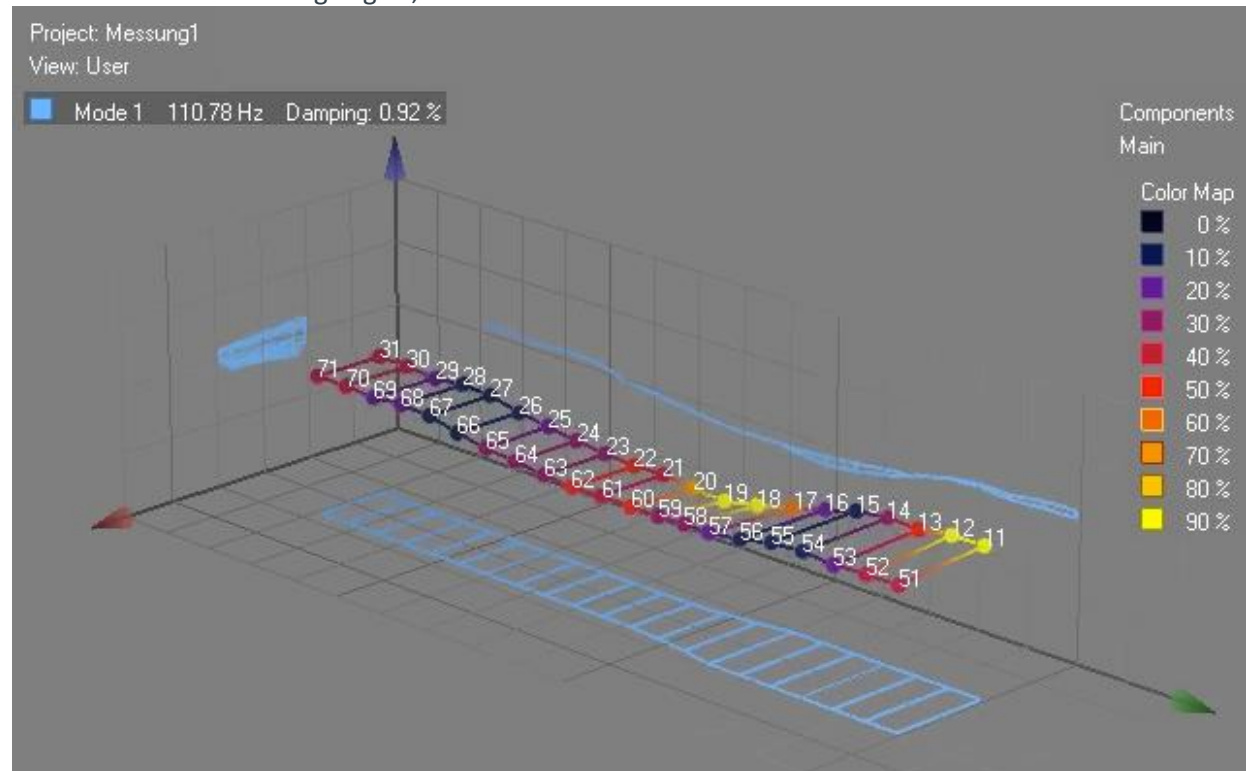 Project: Messung1
View: User
Mode 1 110.78 Hz Damping: 0.92 %
Components
Main
Color Map
0 %
10 %
20 %
30 %
40 %
50 %
60 %
70 %
80 %
90 %
31 30 29 28 27 26 25 24 23 22 21 20 19 18 17 16 15 14 13 12 11
71 70 69 68 67 66 65 64 63 62 61 60 59 58 57 56 55 54 53 52 51